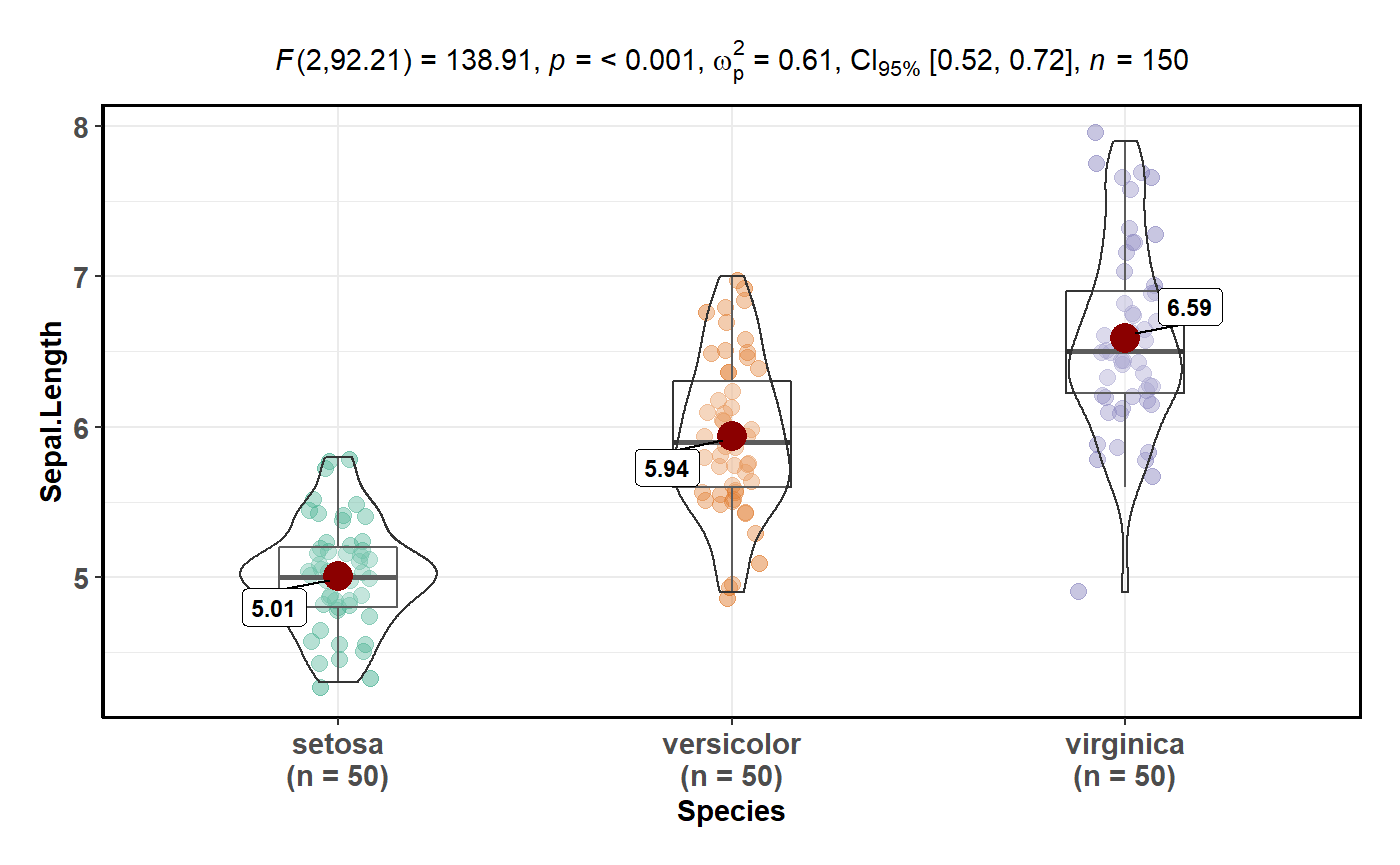 F(2,92.21) = 138.91, p = < 0.001, ω²ₚ = 0.61, CI₉₅% [0.52, 0.72], n = 150
8
7
6
5
Sepal.Length
5.01
5.94
6.59
setosa
(n = 50)
versicolor
(n = 50)
virginica
(n = 50)
Species